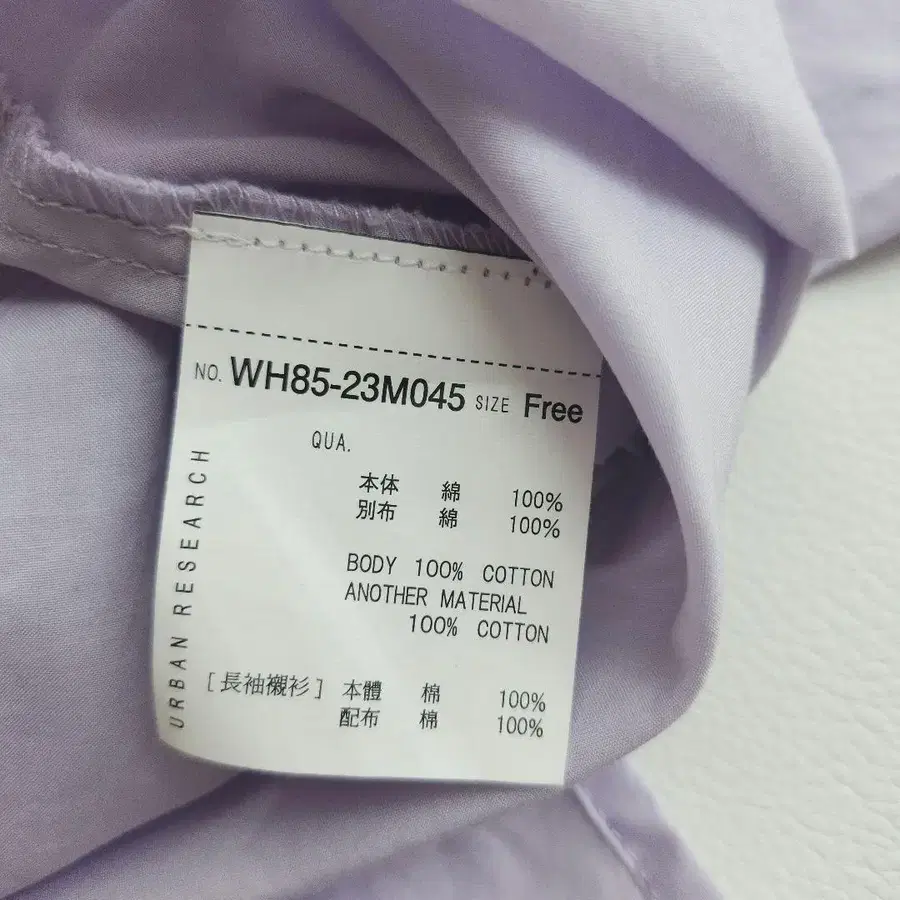 NO. WH85-23M045 SIZE Free
QUA.
本体 綿 100%
別布 綿 100%
BODY 100% COTTON
ANOTHER MATERIAL
100% COTTON
[長袖襯衫] 本體 棉 100%
配布 棉 100%
URBAN RESEARCH